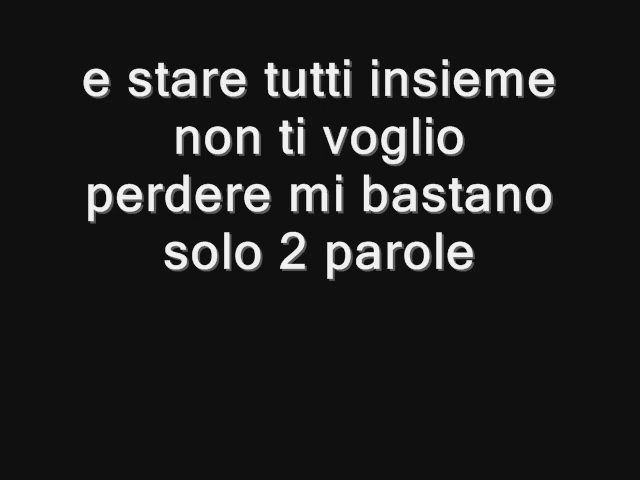 e stare tutti insieme
non ti voglio
perdere mi bastano
solo 2 parole